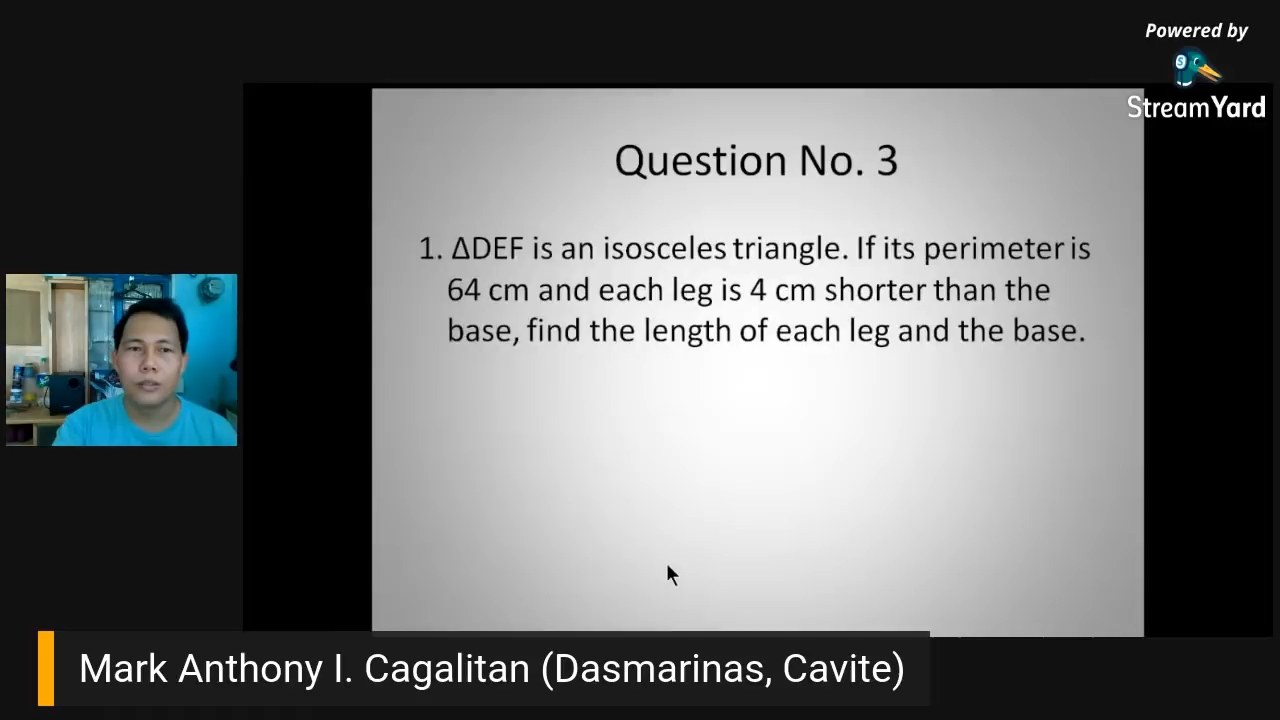 Powered by
StreamYard
Question No. 3
1. ΔDEF is an isosceles triangle. If its perimeter is
64 cm and each leg is 4 cm shorter than the
base, find the length of each leg and the base.
Mark Anthony I. Cagalitan (Dasmarinas, Cavite)